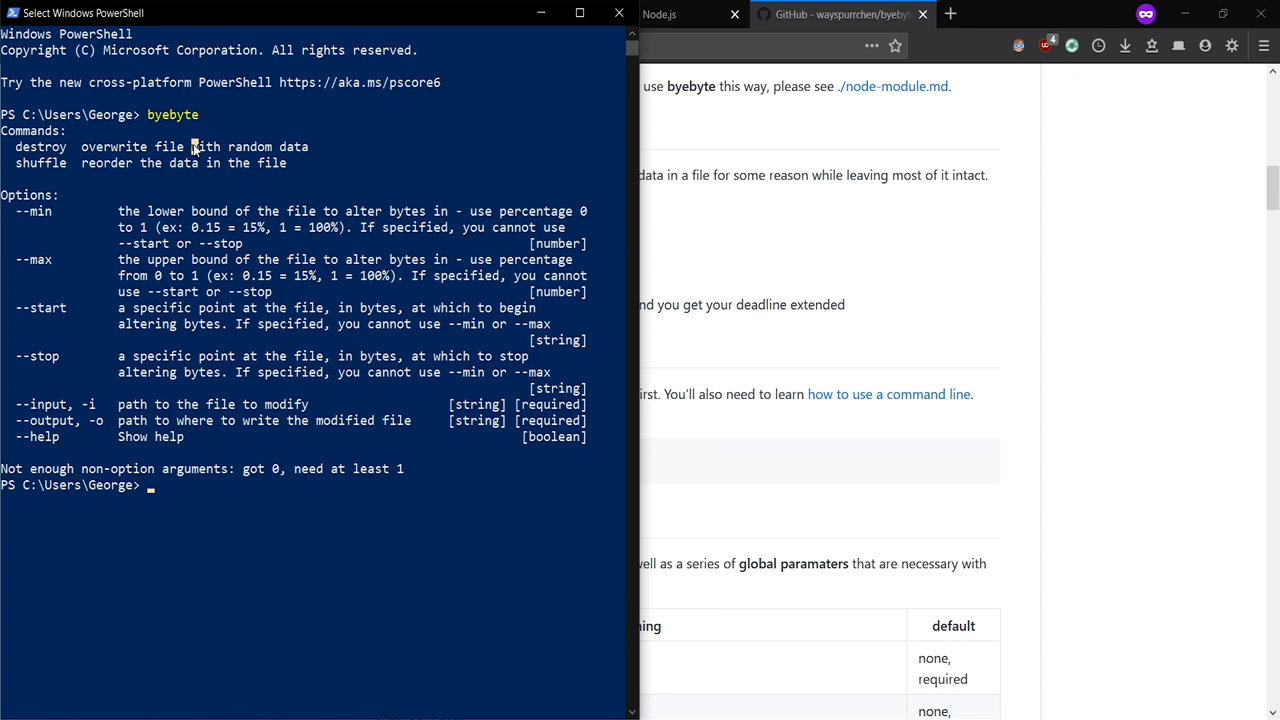 Select Windows PowerShell
Windows PowerShell
Copyright (C) Microsoft Corporation. All rights reserved.
Try the new cross-platform PowerShell https://aka.ms/pscore6
PS C:\Users\George> byebyte
Commands:
destroy overwrite file with random data
shuffle reorder the data in the file
Options:
--min the lower bound of the file to alter bytes in - use percentage 0
to 1 (ex: 0.15 = 15%, 1 = 100%). If specified, you cannot use
--start or --stop [number]
--max the upper bound of the file to alter bytes in - use percentage
from 0 to 1 (ex: 0.15 = 15%, 1 = 100%). If specified, you cannot
use --start or --stop [number]
--start a specific point at the file, in bytes, at which to begin
altering bytes. If specified, you cannot use --min or --max
[string]
--stop a specific point at the file, in bytes, at which to stop
altering bytes. If specified, you cannot use --min or --max
[string]
--input, -i path to the file to modify [string] [required]
--output, -o path to where to write the modified file [string] [required]
--help Show help [boolean]
Not enough non-option arguments: got 0, need at least 1
PS C:\Users\George>
Node.js
GitHub - wayspurrchen/byebyt
4
use byebyte this way, please see ./node-module.md.
data in a file for some reason while leaving most of it intact.
nd you get your deadline extended
irst. You'll also need to learn how to use a command line.
well as a series of global paramaters that are necessary with
ning default
none,
required
none,